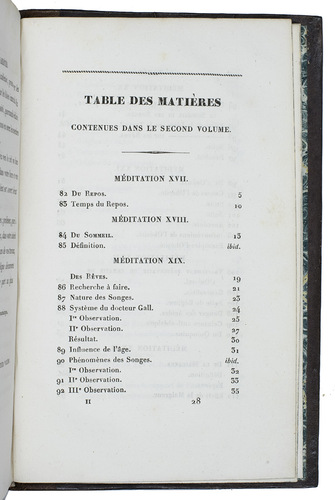 TABLE DES MATIÈRES
CONTENUES DANS LE SECOND VOLUME.
MÉDITATION XVII.
82 Du Repos. 5
83 Temps du Repos. 10
MÉDITATION XVIII.
84 Du Sommeil. 13
85 Définition. ibid.
MÉDITATION XIX.
Des Rêves. 19
86 Recherche à faire. 21
87 Nature des Songes. 23
88 Système du docteur Gall. 24
Ire Observation. 25
IIe Observation. 27
Résultat. 30
89 Influence de l'âge. 31
90 Phénomènes des Songes. ibid.
Ire Observation. 32
91 IIe Observation. 33
92 IIIe Observation. 35
II 28